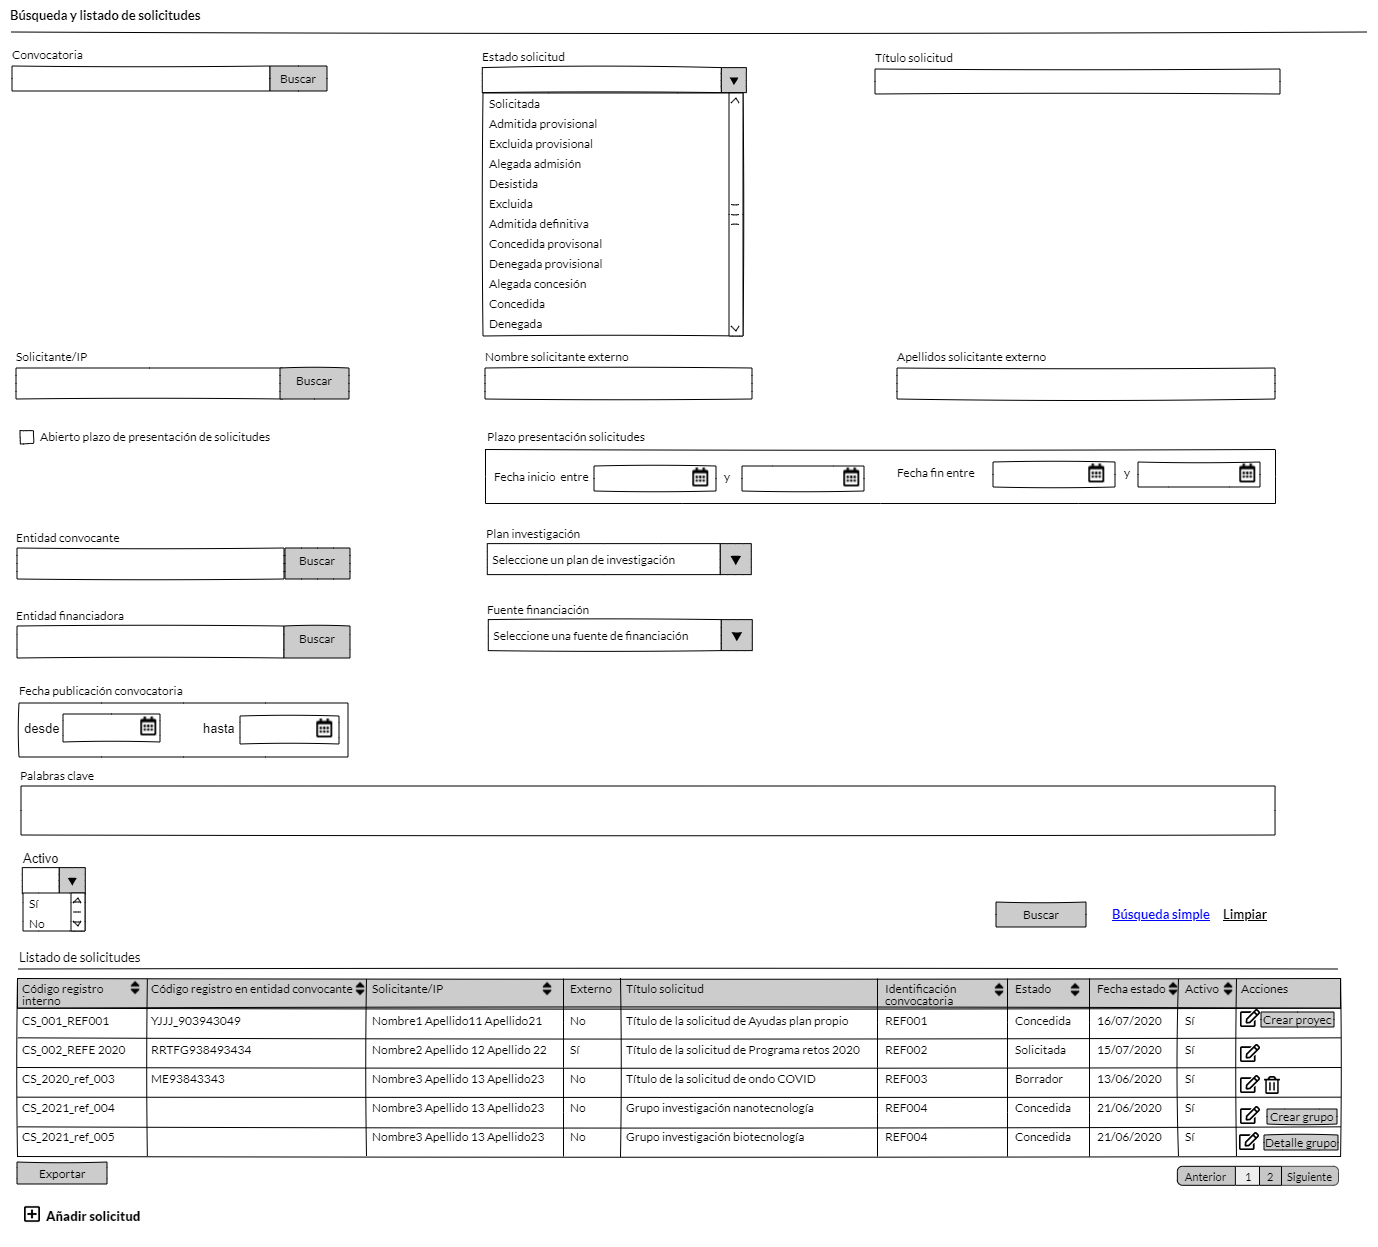 Búsqueda y listado de solicitudes
Convocatoria
Buscar
Estado solicitud
Título solicitud
Solicitada
Admitida provisional
Excluida provisional
Alegada admisión
Desistida
Excluida
Admitida definitiva
Concedida provisonal
Denegada provisional
Alegada concesión
Concedida
Denegada
Solicitante/IP
Buscar
Nombre solicitante externo
Apellidos solicitante externo
Abierto plazo de presentación de solicitudes
Plazo presentación solicitudes
Fecha inicio entre y Fecha fin entre y
Entidad convocante
Buscar
Plan investigación
Seleccione un plan de investigación
Entidad financiadora
Buscar
Fuente financiación
Seleccione una fuente de financiación
Fecha publicación convocatoria
desde hasta
Palabras clave
Activo
Sí
No
Buscar Búsqueda simple Limpiar
Listado de solicitudes
Código registro interno Código registro en entidad convocante Solicitante/IP Externo Título solicitud Identificación convocatoria Estado Fecha estado Activo Acciones
CS_001_REF001 YJJJ_903943049 Nombre1 Apellido11 Apellido21 No Título de la solicitud de Ayudas plan propio REF001 Concedida 16/07/2020 Sí Crear proyec
CS_002_REFE 2020 RRTFG938493434 Nombre2 Apellido 12 Apellido 22 Sí Título de la solicitud de Programa retos 2020 REF002 Solicitada 15/07/2020 Sí
CS_2020_ref_003 ME93843343 Nombre3 Apellido 13 Apellido23 No Título de la solicitud de ondo COVID REF003 Borrador 13/06/2020 Sí
CS_2021_ref_004 Nombre3 Apellido 13 Apellido23 No Grupo investigación nanotecnología REF004 Concedida 21/06/2020 Sí Crear grupo
CS_2021_ref_005 Nombre3 Apellido 13 Apellido23 No Grupo investigación biotecnología REF004 Concedida 21/06/2020 Sí Detalle grupo
Exportar
Anterior 1 2 Siguiente
Añadir solicitud